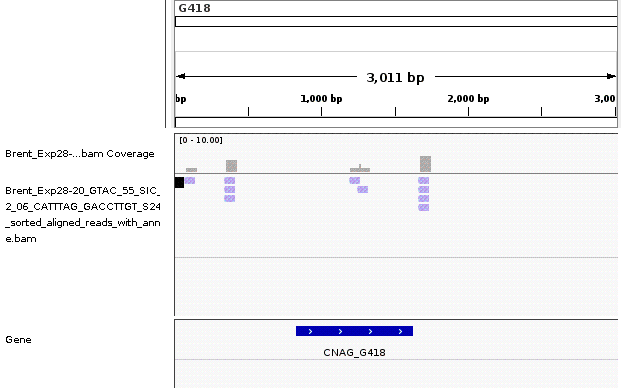 G418
3,011 bp
bp 1,000 bp 2,000 bp 3,00
[0 - 10.00]
Brent_Exp28-...bam Coverage
Brent_Exp28-20_GTAC_55_SIC_
2_06_CATTTAG_GACCTTGT_S24
_sorted_aligned_reads_with_ann
e.bam
Gene
CNAG_G418